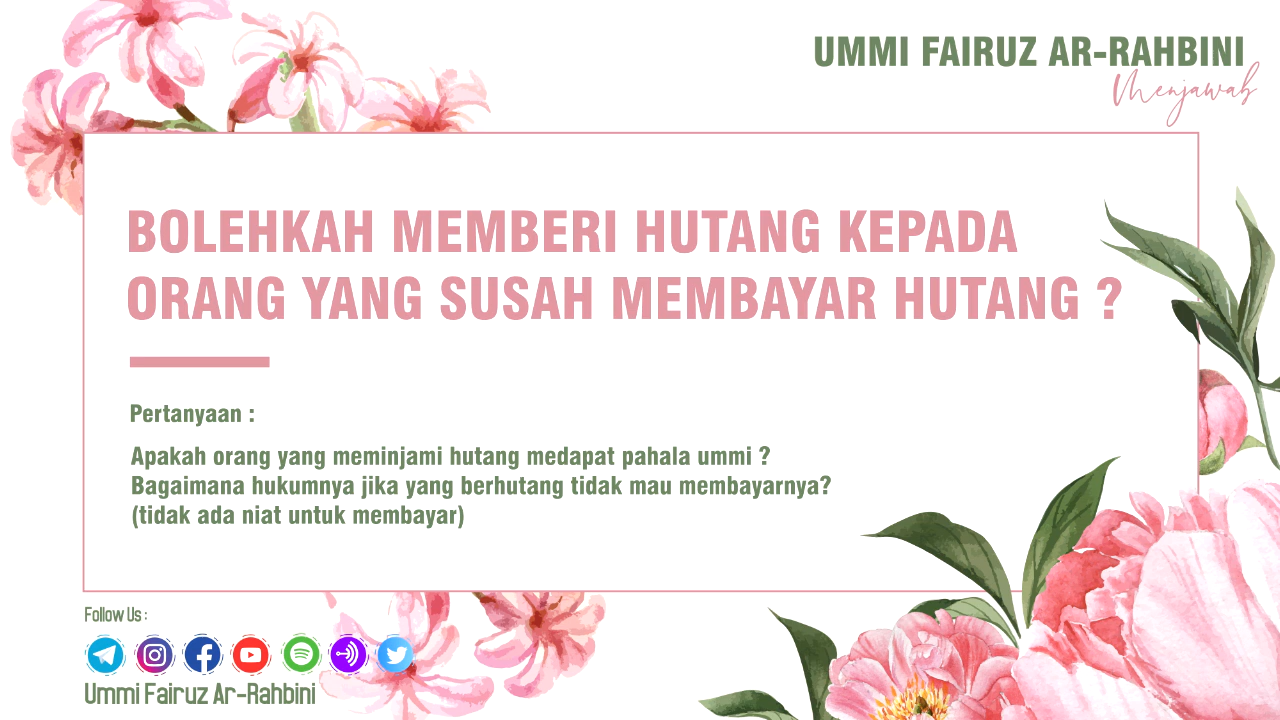 UMMI FAIRUZ AR-RAHBINI
Menjawab
BOLEHKAH MEMBERI HUTANG KEPADA
ORANG YANG SUSAH MEMBAYAR HUTANG ?
Pertanyaan :
Apakah orang yang meminjami hutang medapat pahala ummi ?
Bagaimana hukumnya jika yang berhutang tidak mau membayarnya?
(tidak ada niat untuk membayar)
Follow Us :
Ummi Fairuz Ar-Rahbini